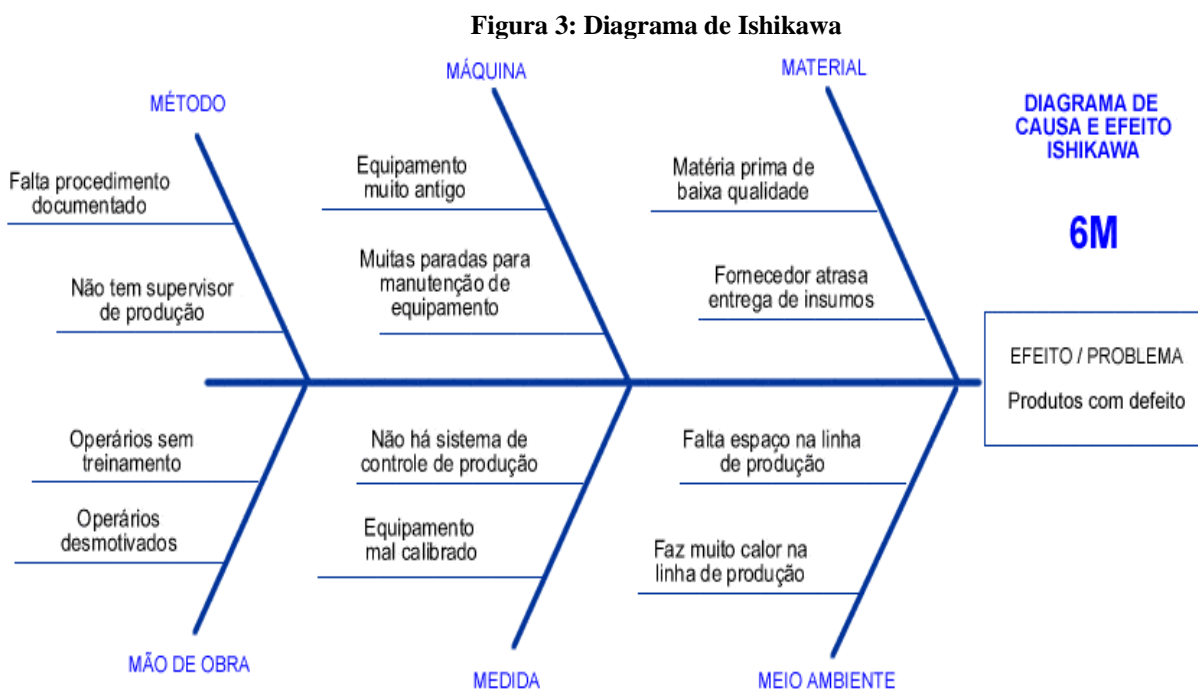 Figura 3: Diagrama de Ishikawa
MÉTODO
Falta procedimento
documentado
Não tem supervisor
de produção
MÁQUINA
Equipamento
muito antigo
Muitas paradas para
manutenção de
equipamento
MATERIAL
Matéria prima de
baixa qualidade
Fornecedor atrasa
entrega de insumos
DIAGRAMA DE
CAUSA E EFEITO
ISHIKAWA
6M
EFEITO / PROBLEMA
Produtos com defeito
Operários sem
treinamento
Operários
desmotivados
MÃO DE OBRA
Não há sistema de
controle de produção
Equipamento
mal calibrado
MEDIDA
Falta espaço na linha
de produção
Faz muito calor na
linha de produção
MEIO AMBIENTE